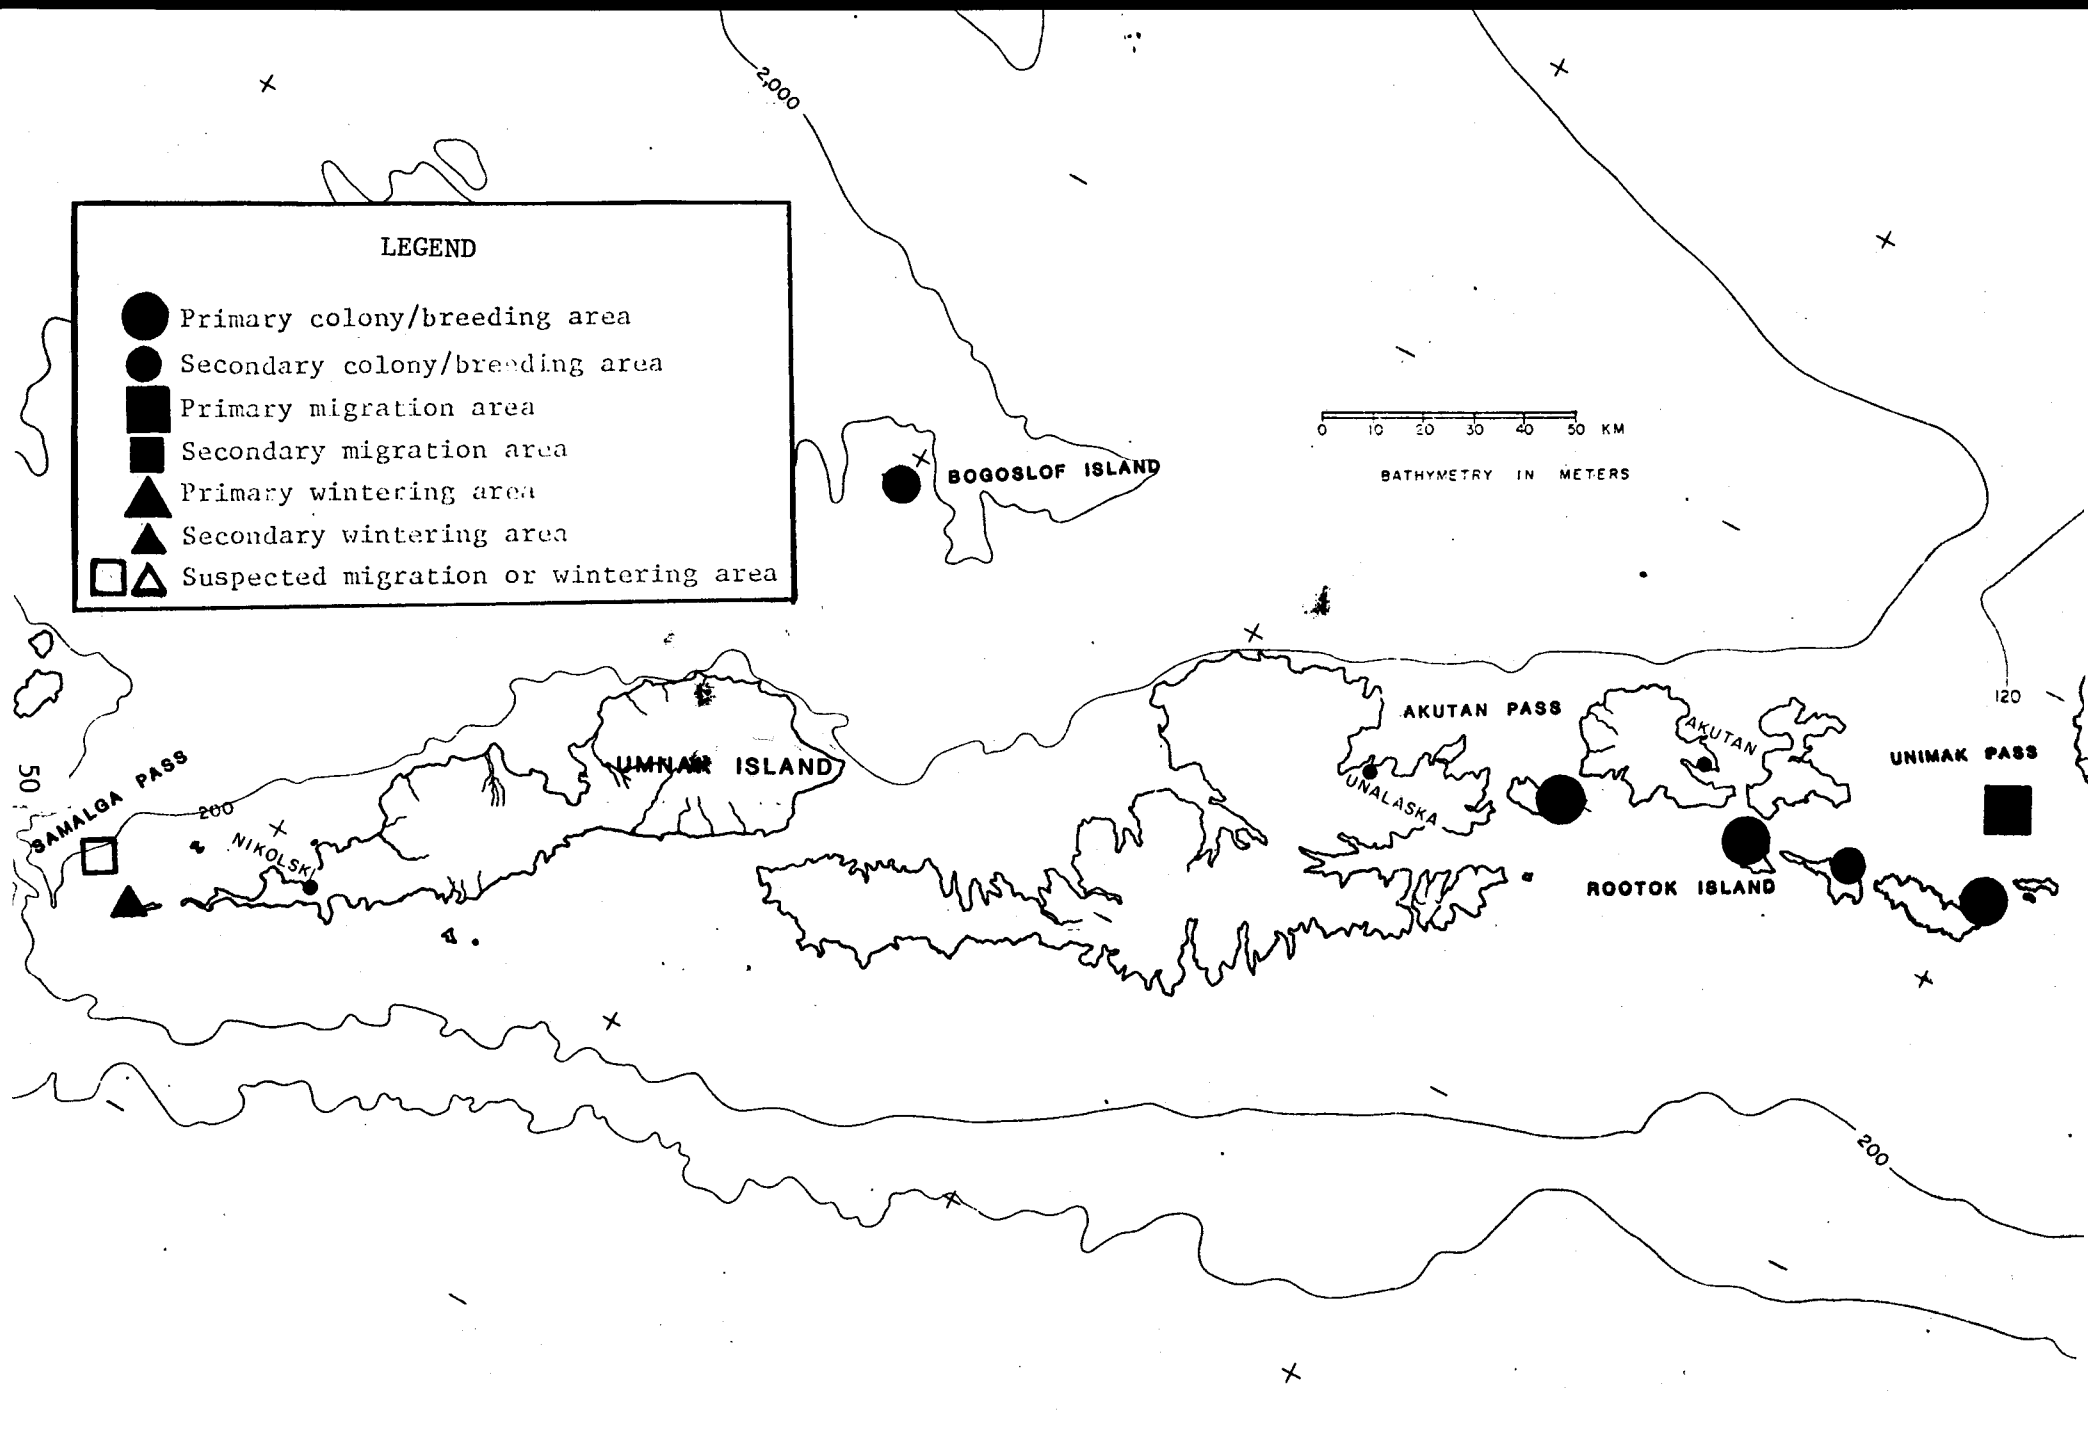 2,000
LEGEND
Primary colony/breeding area
Secondary colony/breeding area
Primary migration area
Secondary migration area
Primary wintering area
Secondary wintering area
Suspected migration or wintering area
BOGOSLOF ISLAND
0 10 20 30 40 50 KM
BATHYMETRY IN METERS
120
AKUTAN PASS
AKUTAN
UNIMAK PASS
SAMALGA PASS
50
200
NIKOLSKI
UMNAK ISLAND
UNALASKA
ROOTOK ISLAND
200